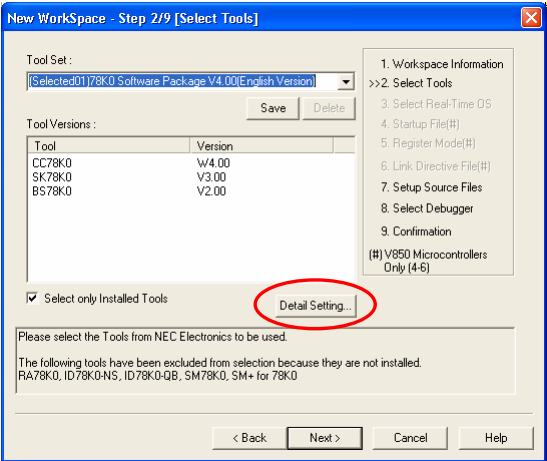 New WorkSpace - Step 2/9 [Select Tools]
Tool Set :
(Selected01)78K0 Software Package V4.00(English Version)
Save
Delete
Tool Versions :
Tool Version
CC78K0 W4.00
SK78K0 V3.00
BS78K0 V2.00
Select only Installed Tools
Detail Setting...
1. Workspace Information
>>2. Select Tools
3. Select Real-Time OS
4. Startup File(#)
5. Register Mode(#)
6. Link Directive File(#)
7. Setup Source Files
8. Select Debugger
9. Confirmation
(#) V850 Microcontrollers
Only (4-6)
Please select the Tools from NEC Electronics to be used.
The following tools have been excluded from selection because they are not installed.
RA78K0, ID78K0-NS, ID78K0-QB, SM78K0, SM+ for 78K0
< Back
Next >
Cancel
Help